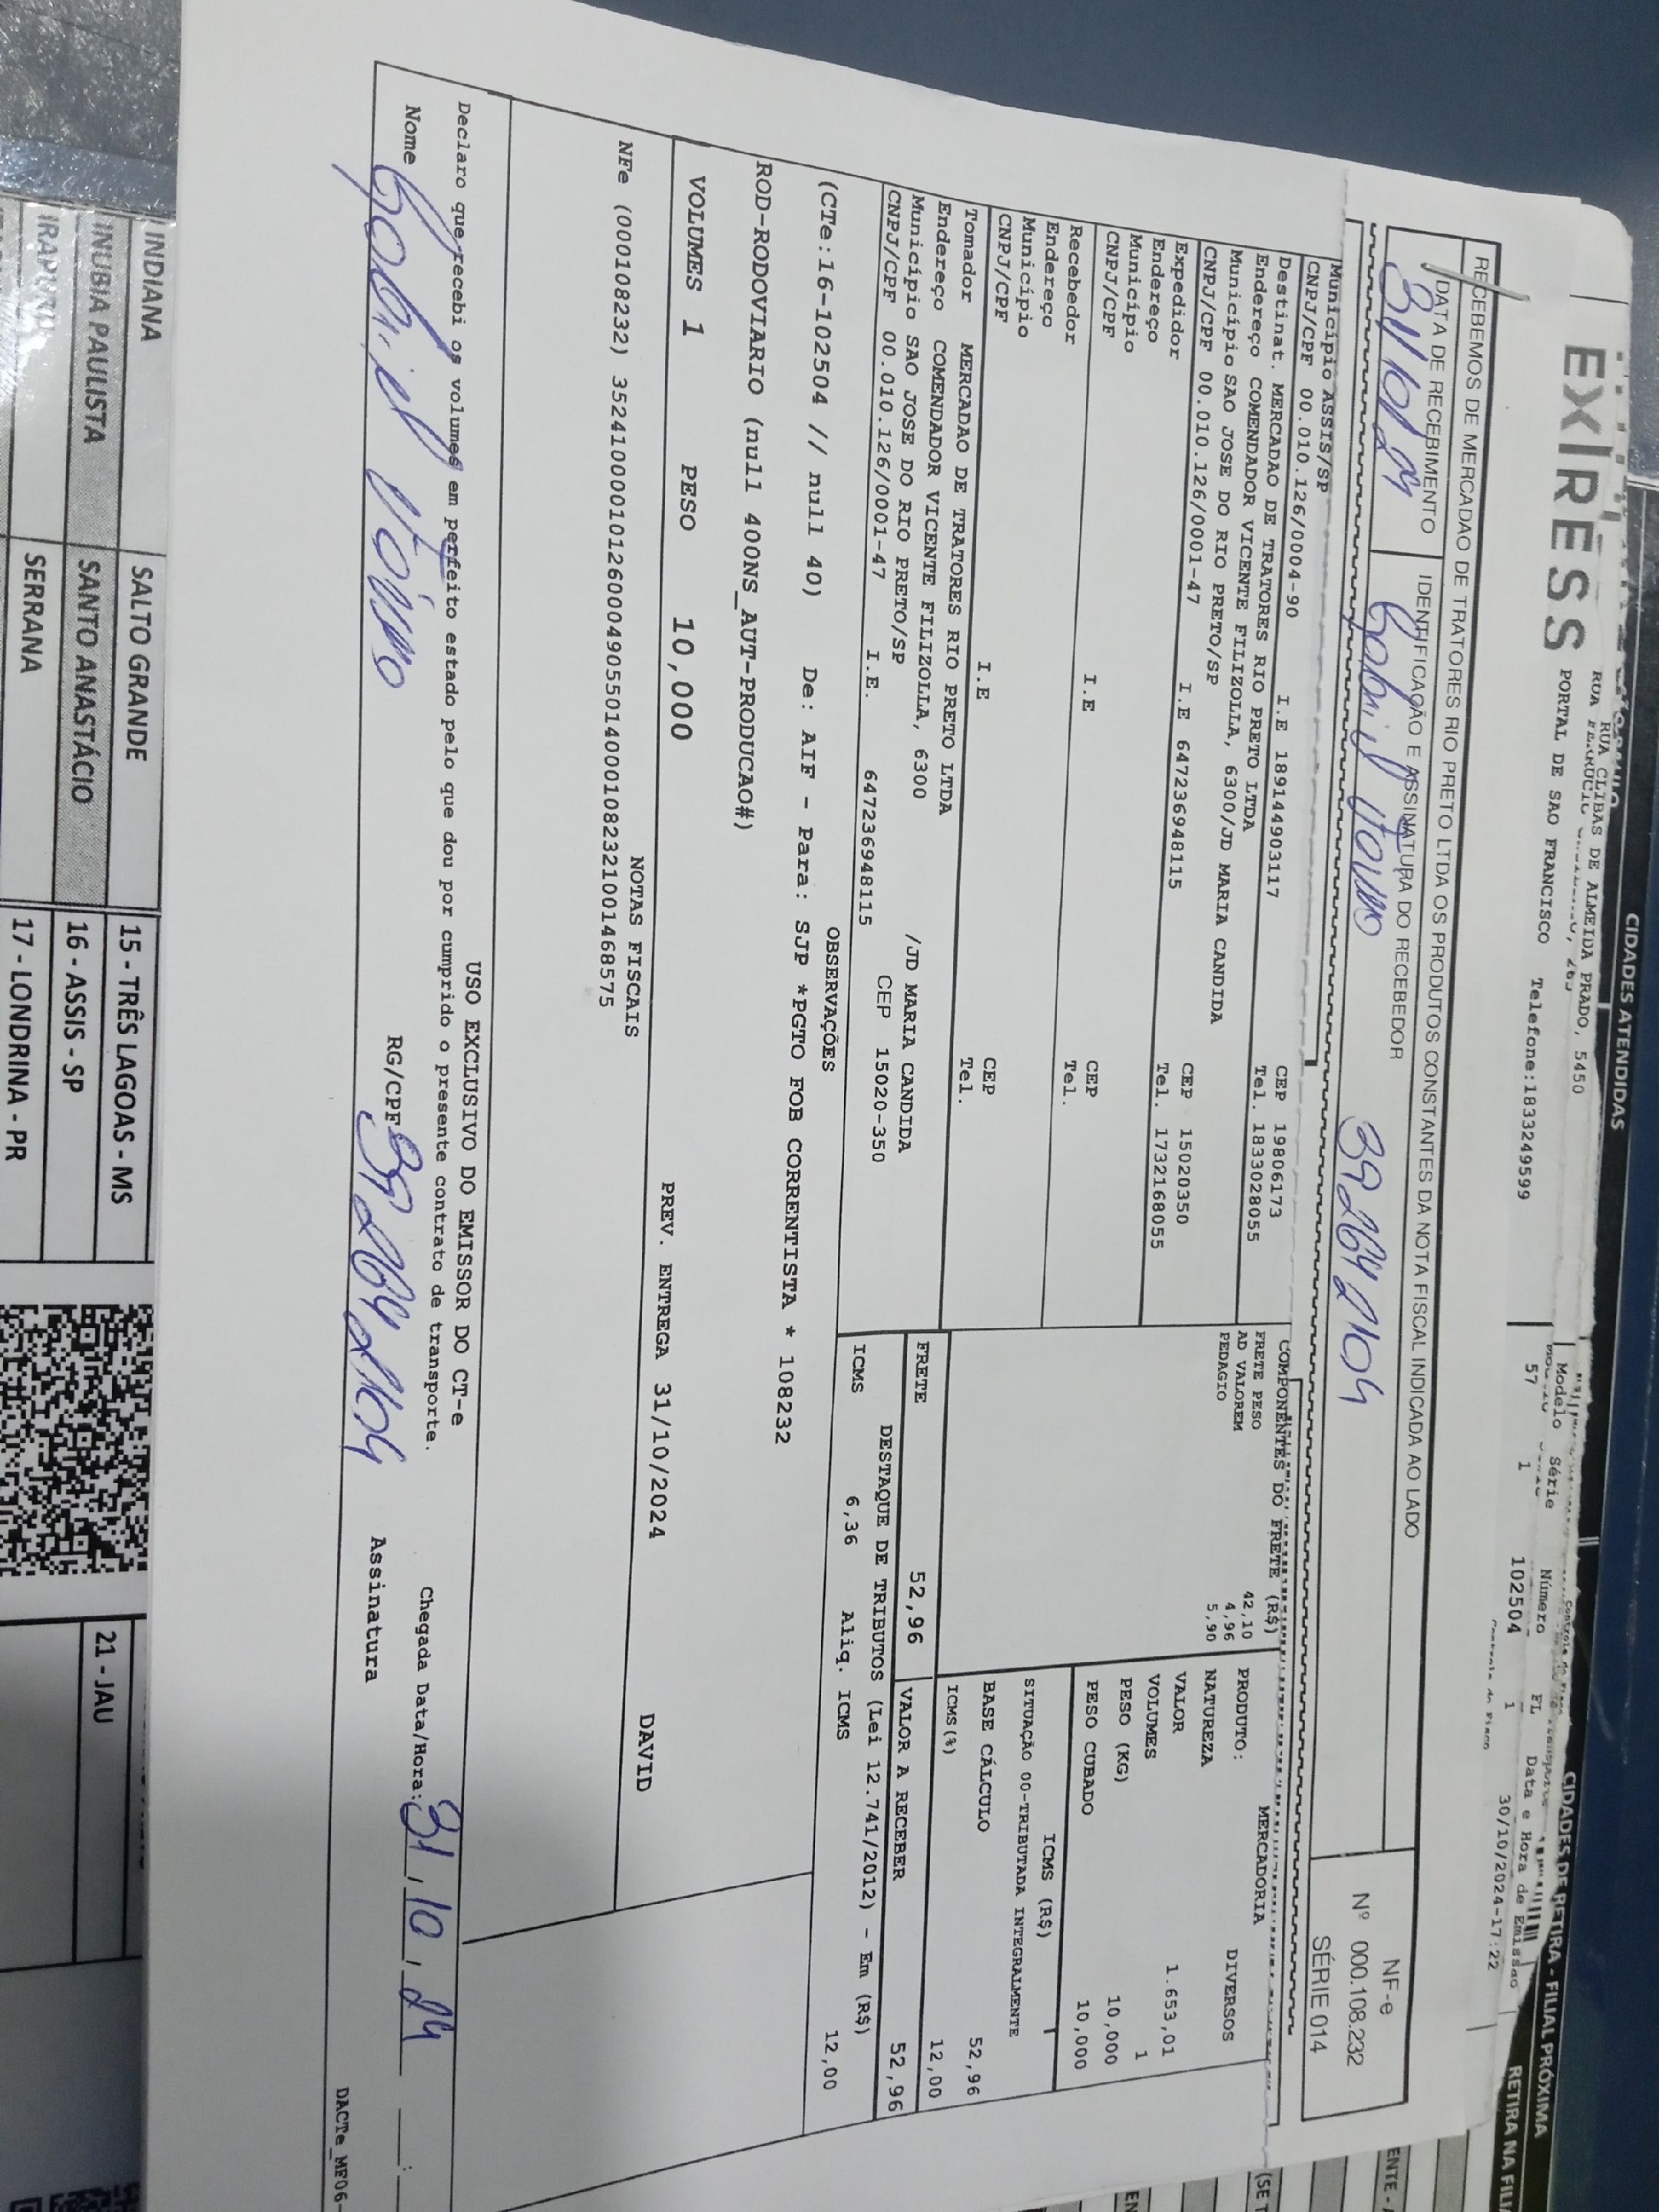 CIDADES ATENDIDAS
CIDADES DE RETIRA - FILIAL PRÓXIMA
RETIRA NA FILI
EXPRESS
RUA CLIBAS DE ALMEIDA PRADO, 5450
PORTAL DE SAO FRANCISCO Telefone:1833249599
Modelo Série Número FL Data e Hora de Emissão
57 1 102504 1 30/10/2024-17:22
RECEBEMOS DE MERCADAO DE TRATORES RIO PRETO LTDA OS PRODUTOS CONSTANTES DA NOTA FISCAL INDICADA AO LADO
DATA DE RECEBIMENTO
31/10/24
IDENTIFICAÇÃO E ASSINATURA DO RECEBEDOR
Gabriel 392642104
NF-e
Nº 000.108.232
SÉRIE 014
Município ASSIS/SP
CNPJ/CPF 00.010.126/0004-90 I.E 189144903117 CEP 19806173
Tel. 1833028055
Destinat. MERCADAO DE TRATORES RIO PRETO LTDA
Endereço COMENDADOR VICENTE FILIZOLLA, 6300/JD MARIA CANDIDA
Município SAO JOSE DO RIO PRETO/SP CEP 15020350
CNPJ/CPF 00.010.126/0001-47 I.E 647236948115 Tel. 1732168055
Expedidor
Endereço
Município CEP
CNPJ/CPF I.E Tel.
Recebedor
Endereço
Município CEP
CNPJ/CPF I.E Tel.
Tomador MERCADAO DE TRATORES RIO PRETO LTDA
Endereço COMENDADOR VICENTE FILIZOLLA, 6300 /JD MARIA CANDIDA
Município SAO JOSE DO RIO PRETO/SP CEP 15020-350
CNPJ/CPF 00.010.126/0001-47 I.E. 647236948115
COMPONENTES DO FRETE (R$)
FRETE PESO 42,10
AD VALOREM 4,96
PEDAGIO 5,90
MERCADORIA
PRODUTO: DIVERSOS
NATUREZA
VALOR 1.653,01
VOLUMES 1
PESO (KG) 10,000
PESO CUBADO 10,000
ICMS (R$)
SITUAÇÃO 00-TRIBUTADA INTEGRALMENTE
BASE CÁLCULO 52,96
ICMS(%) 12,00
FRETE 52,96
VALOR A RECEBER 52,96
DESTAQUE DE TRIBUTOS (Lei 12.741/2012) - Em (R$)
ICMS 6,36 Aliq. ICMS 12,00
OBSERVAÇÕES
(CTe:16-102504 // null 40) De: AIF - Para: SJP *PGTO FOB CORRENTISTA * 108232
ROD-RODOVIARIO (null 400NS_AUT-PRODUCAO#)
VOLUMES 1 PESO 10,000 PREV. ENTREGA 31/10/2024 DAVID
NOTAS FISCAIS
NFe (000108232) 35241000010126000490550140001082321001468575
USO EXCLUSIVO DO EMISSOR DO CT-e
Declaro que recebi os volumes em perfeito estado pelo que dou por cumprido o presente contrato de transporte.
Chegada Data/Hora: 31/10/24
Nome Gabriel RG/CPF 392642104 Assinatura
DACTe_MF06-
INDIANA SALTO GRANDE 15 - TRÊS LAGOAS - MS
INUBIA PAULISTA SANTO ANASTÁCIO 16 - ASSIS - SP
SERRANA 17 - LONDRINA - PR
21 - JAU